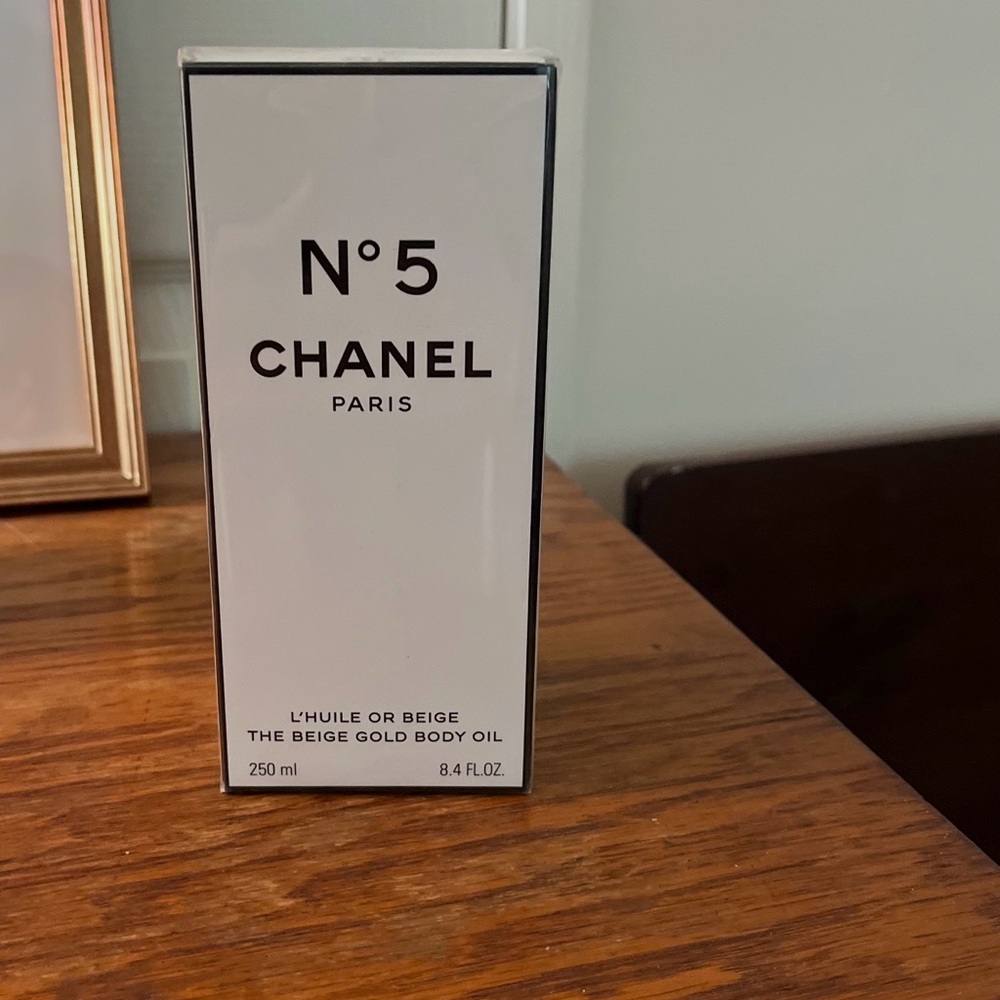 N°5
CHANEL
PARIS
L'HUILE OR BEIGE
THE BEIGE GOLD BODY OIL
250 ml 8.4 FL.OZ.